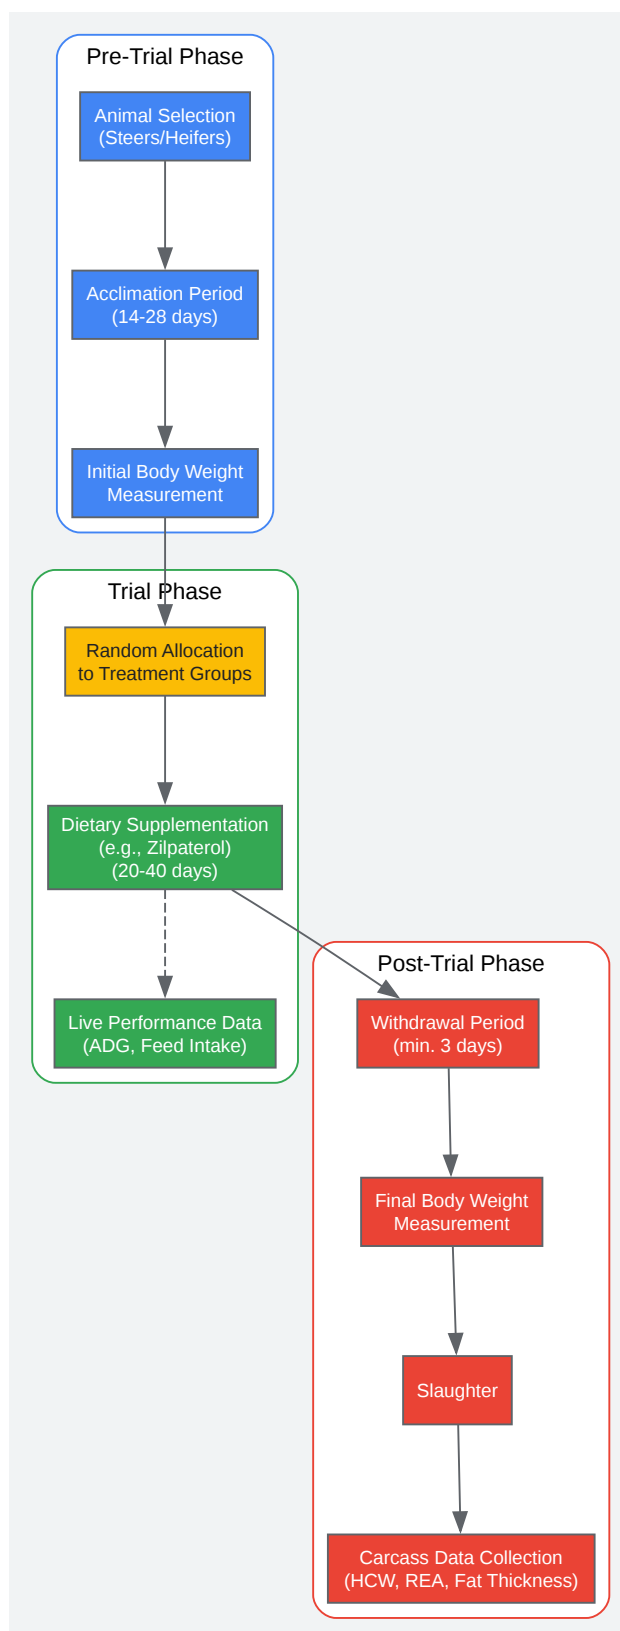 Pre-Trial Phase
Animal Selection
(Steers/Heifers)
Acclimation Period
(14-28 days)
Initial Body Weight
Measurement
Trial Phase
Random Allocation
to Treatment Groups
Dietary Supplementation
(e.g., Zilpaterol)
(20-40 days)
Live Performance Data
(ADG, Feed Intake)
Post-Trial Phase
Withdrawal Period
(min. 3 days)
Final Body Weight
Measurement
Slaughter
Carcass Data Collection
(HCW, REA, Fat Thickness)